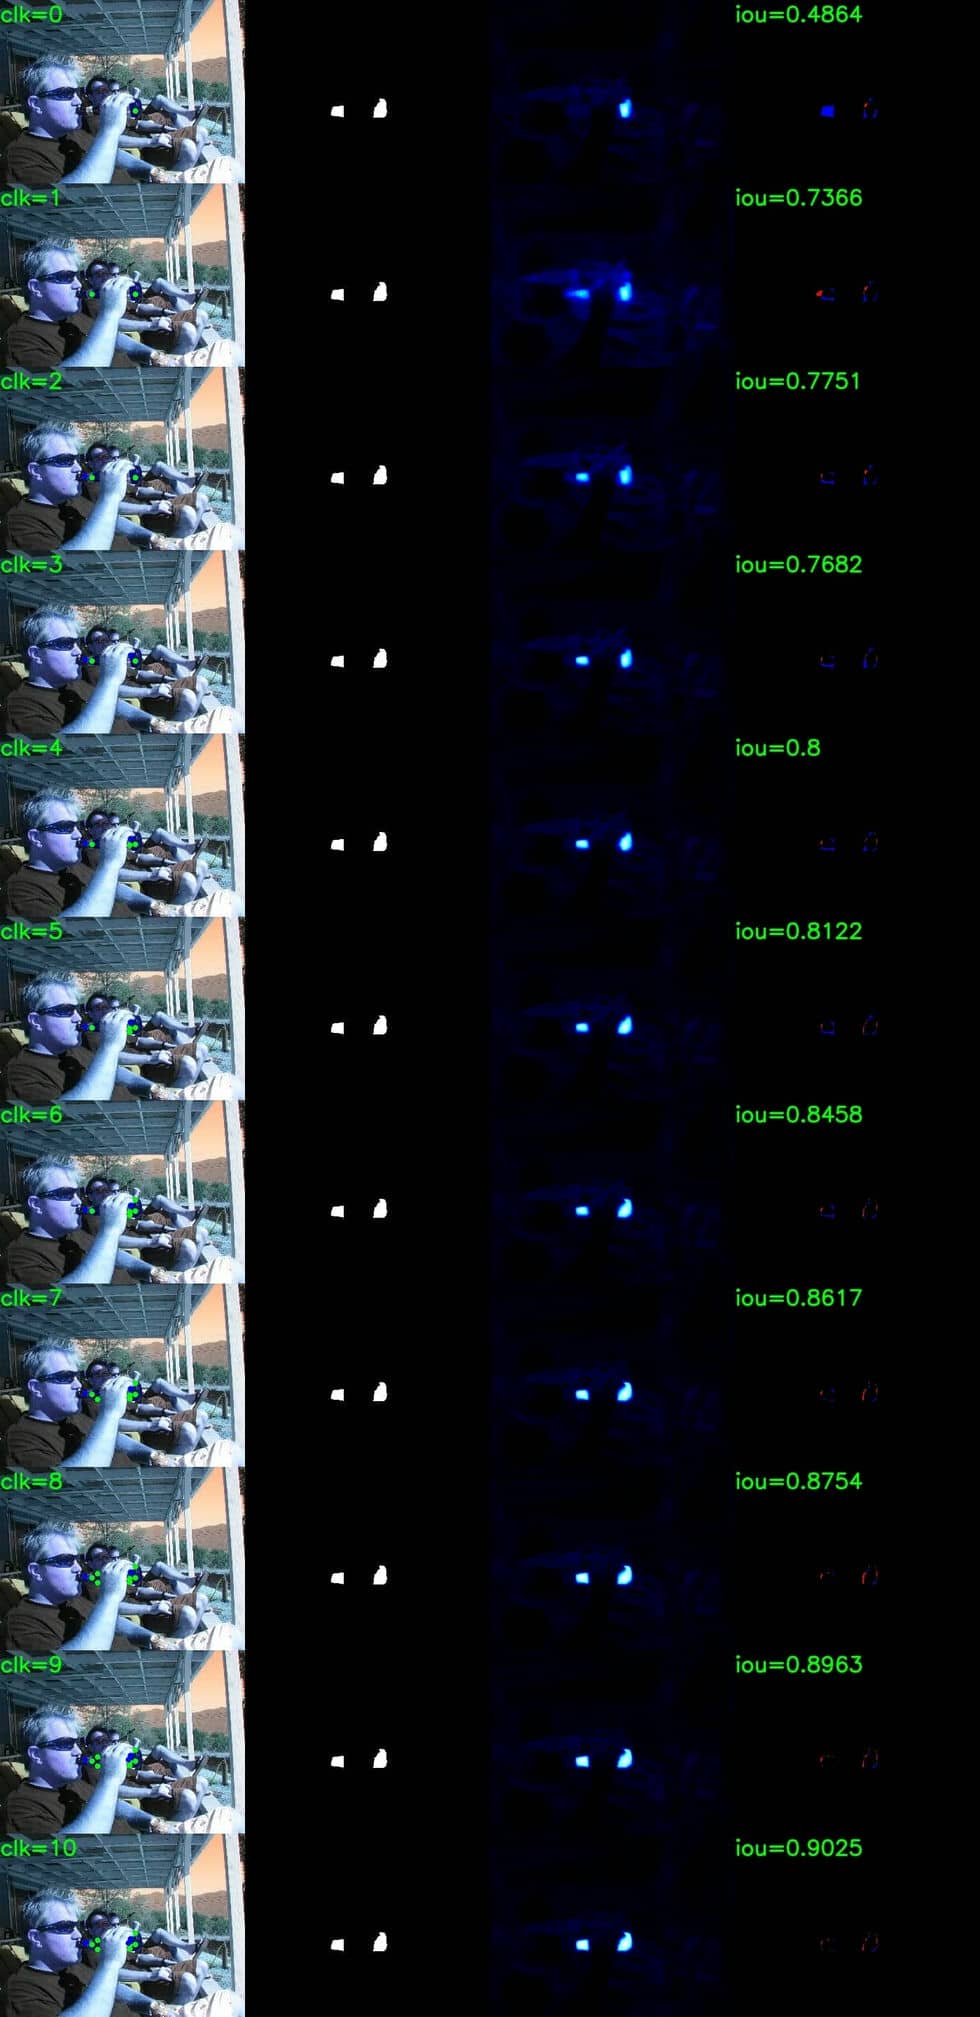 clk=0 iou=0.4864
clk=1 iou=0.7366
clk=2 iou=0.7751
clk=3 iou=0.7682
clk=4 iou=0.8
clk=5 iou=0.8122
clk=6 iou=0.8458
clk=7 iou=0.8617
clk=8 iou=0.8754
clk=9 iou=0.8963
clk=10 iou=0.9025